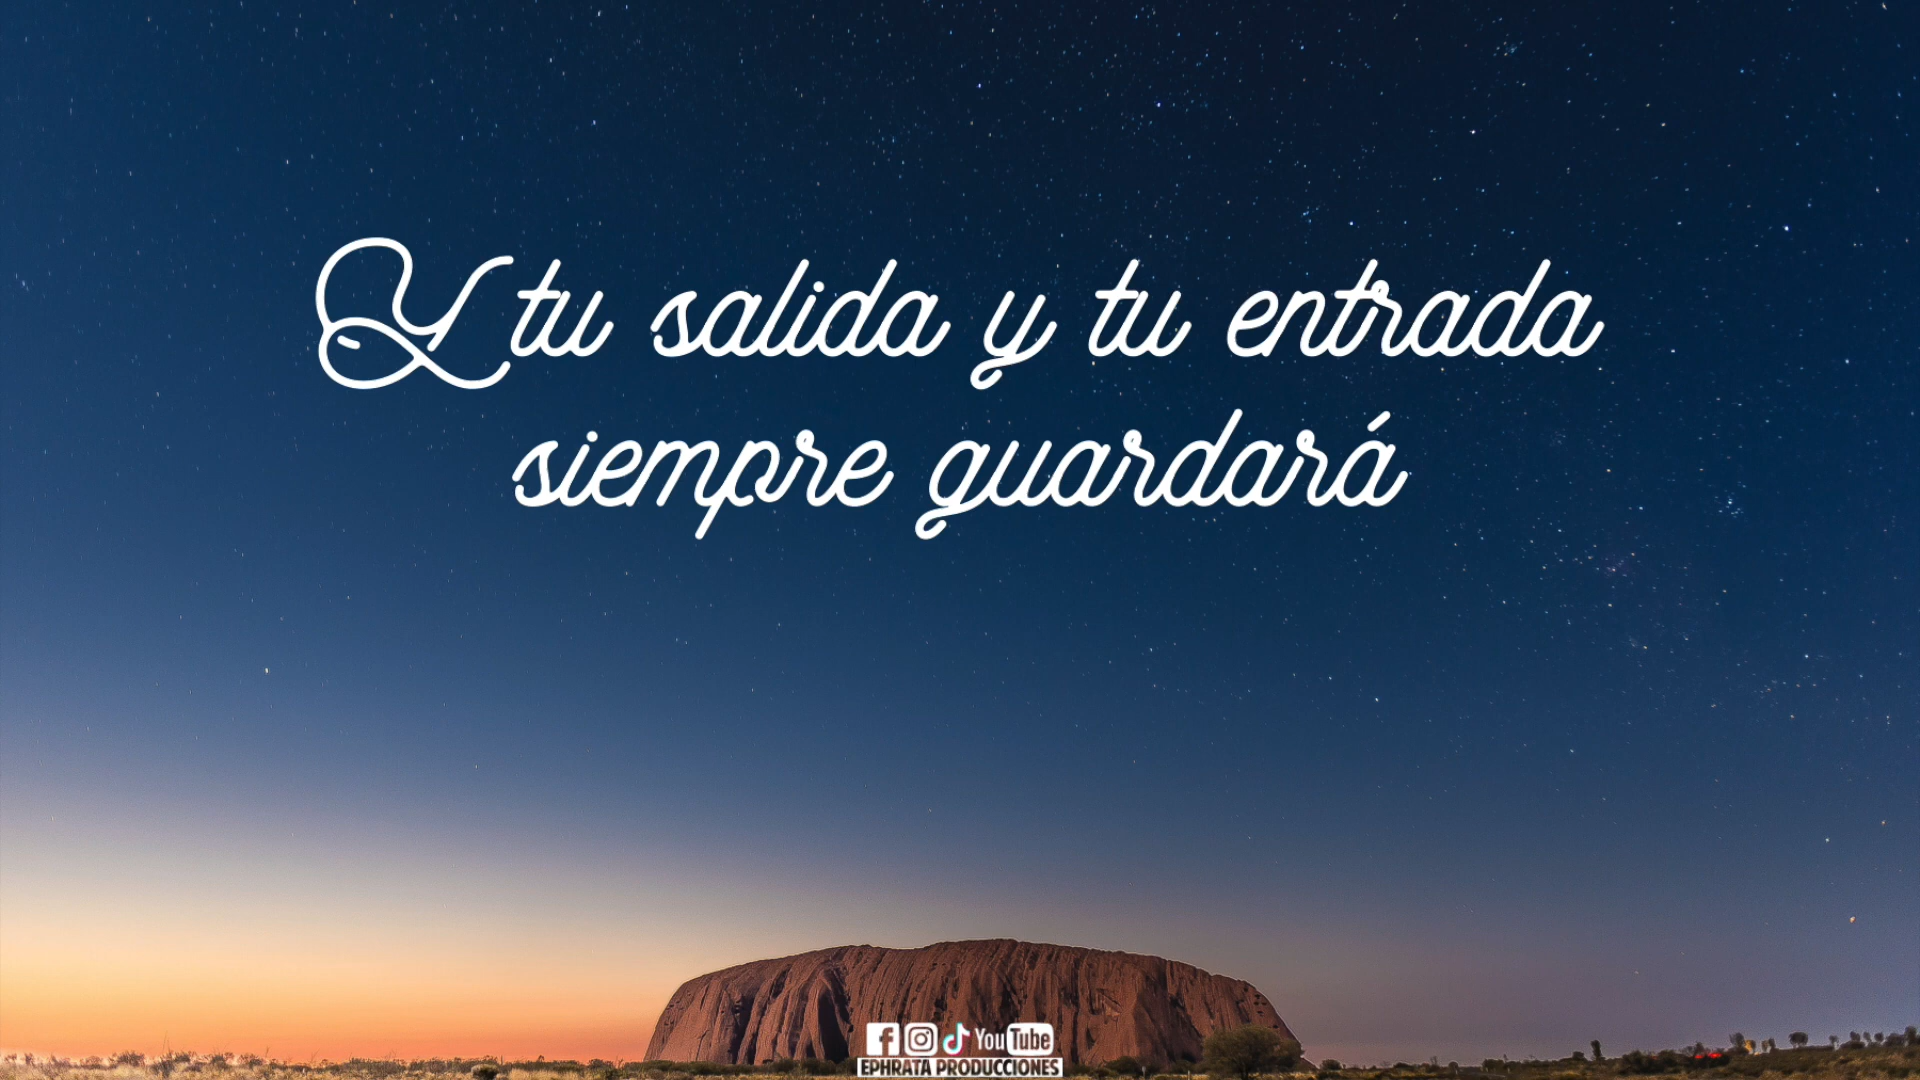 Y tu salida y tu entrada
siempre guardará
YouTube
EPHRATA PRODUCCIONES